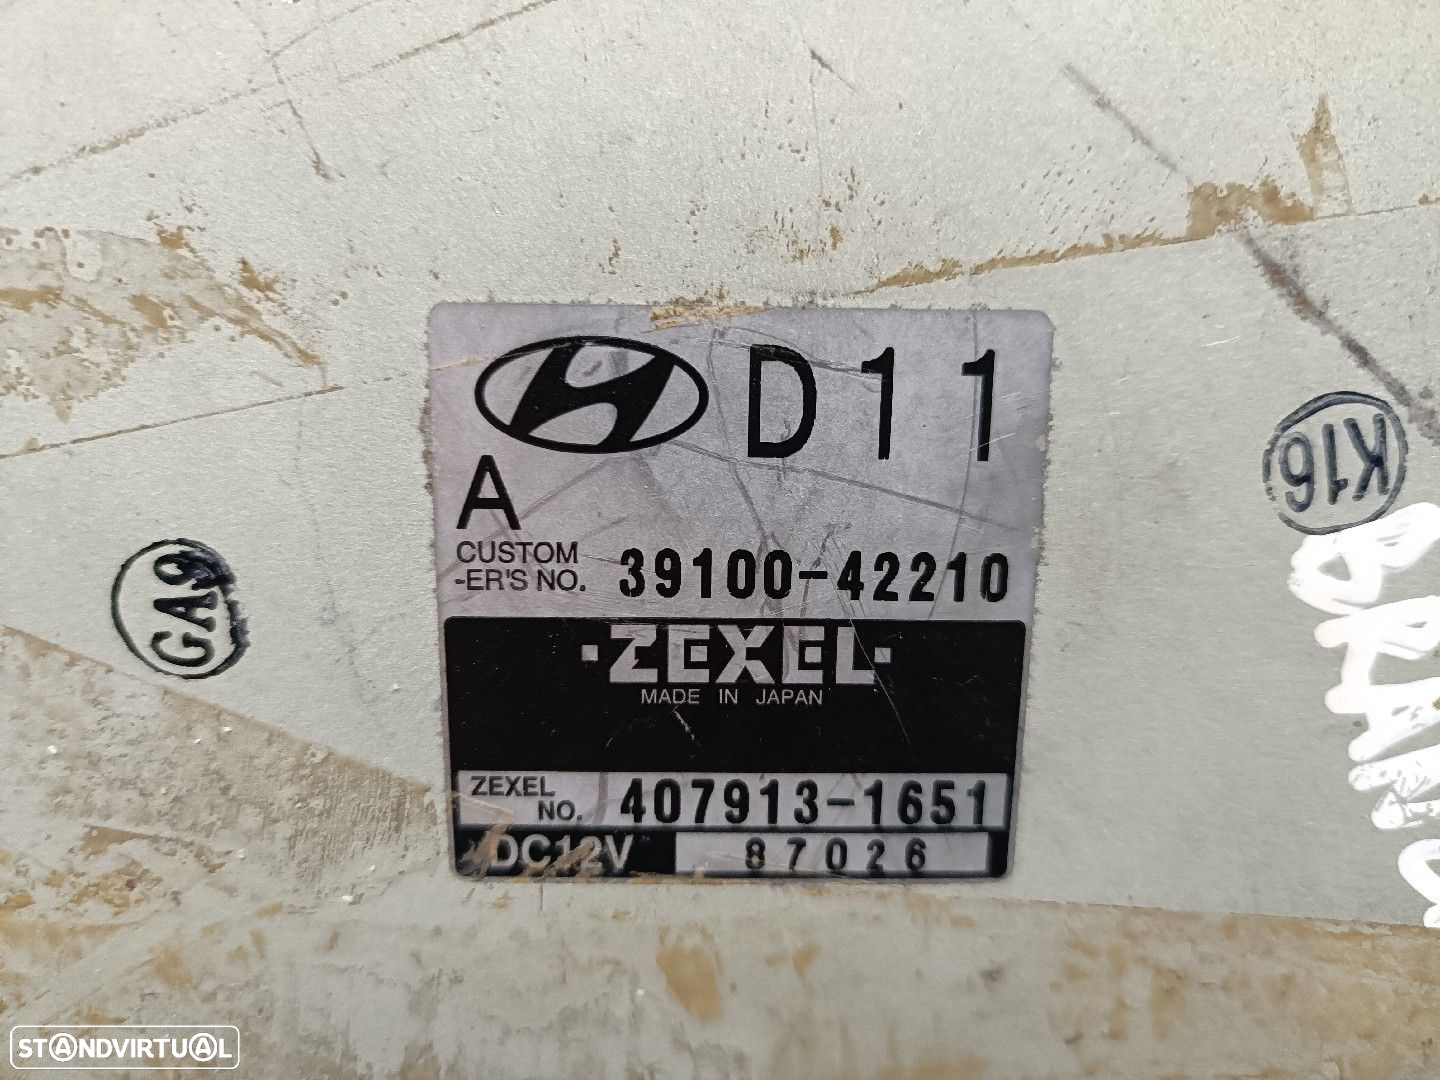 D11
A
CUSTOM
-ER'S NO. 39100-42210
·ZEXEL·
MADE IN JAPAN
ZEXEL
NO. 407913-1651
DC12V 87026
GA9
K16
BRANCO
STANDVIRTUAL